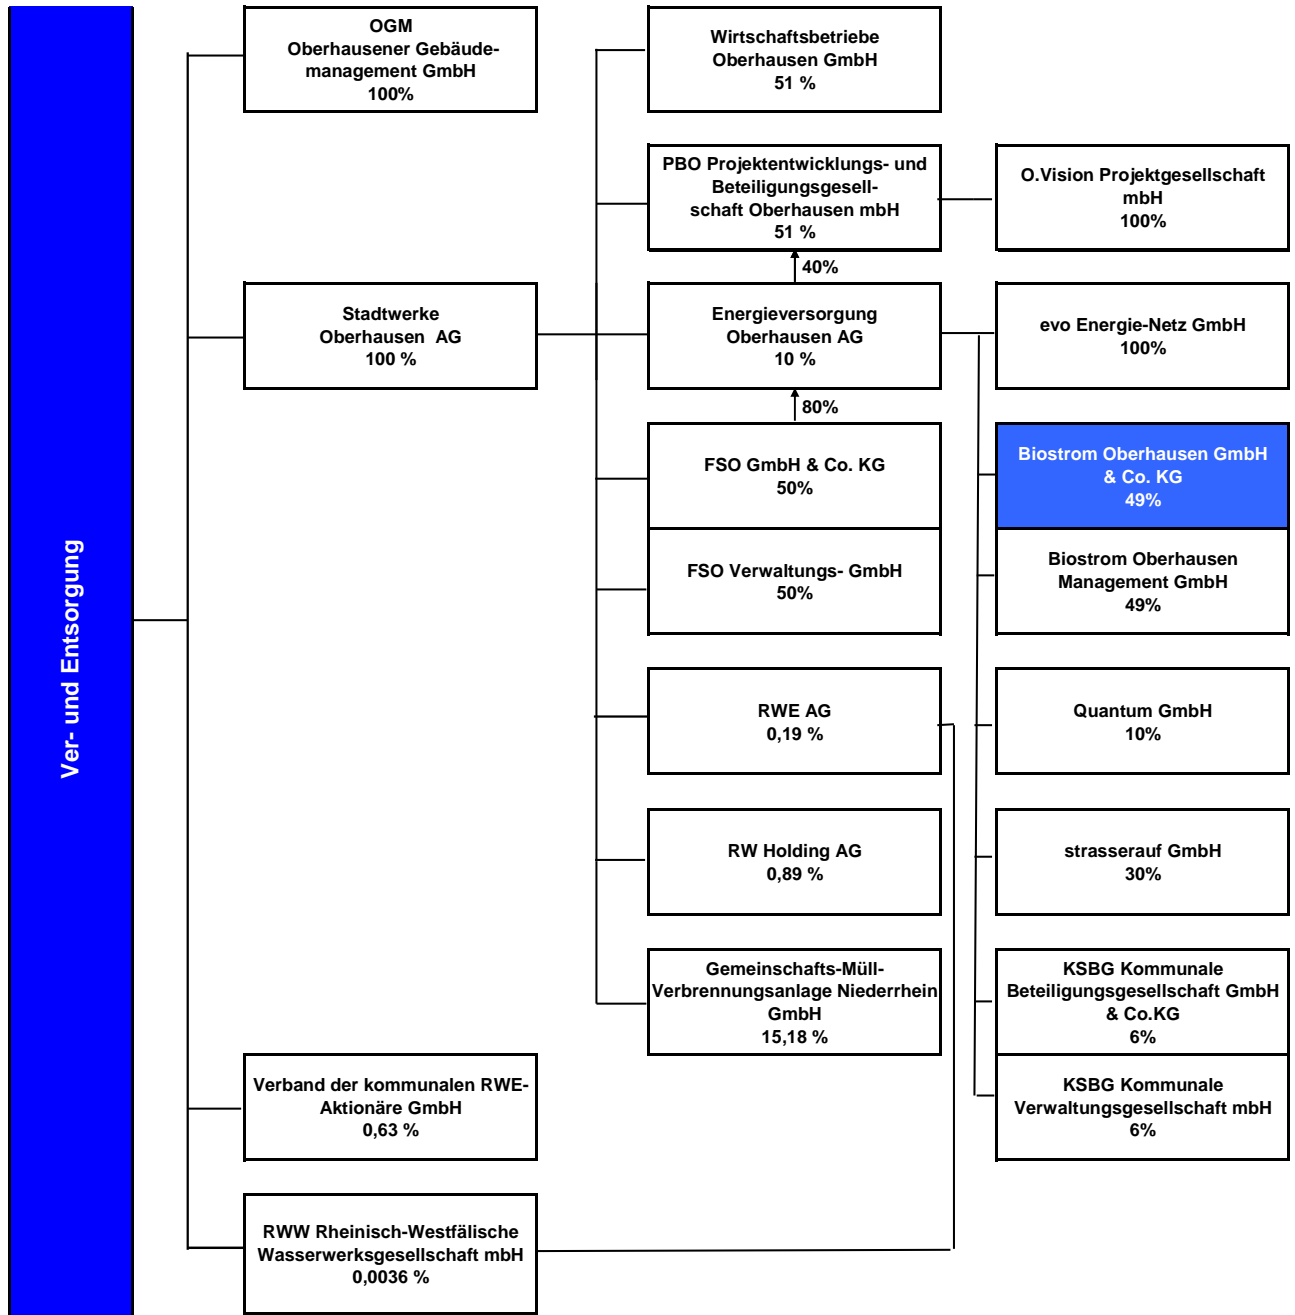 Ver- und Entsorgung
OGM
Oberhausener Gebäude-
management GmbH
100%
Stadtwerke
Oberhausen AG
100 %
Verband der kommunalen RWE-
Aktionäre GmbH
0,63 %
RWW Rheinisch-Westfälische
Wasserwerksgesellschaft mbH
0,0036 %
Wirtschaftsbetriebe
Oberhausen GmbH
51 %
PBO Projektentwicklungs- und
Beteiligungsgesell-
schaft Oberhausen mbH
51 %
40%
Energieversorgung
Oberhausen AG
10 %
80%
FSO GmbH & Co. KG
50%
FSO Verwaltungs- GmbH
50%
RWE AG
0,19 %
RW Holding AG
0,89 %
Gemeinschafts-Müll-
Verbrennungsanlage Niederrhein
GmbH
15,18 %
O.Vision Projektgesellschaft
mbH
100%
evo Energie-Netz GmbH
100%
Biostrom Oberhausen GmbH
& Co. KG
49%
Biostrom Oberhausen
Management GmbH
49%
Quantum GmbH
10%
strasserauf GmbH
30%
KSBG Kommunale
Beteiligungsgesellschaft GmbH
& Co.KG
6%
KSBG Kommunale
Verwaltungsgesellschaft mbH
6%